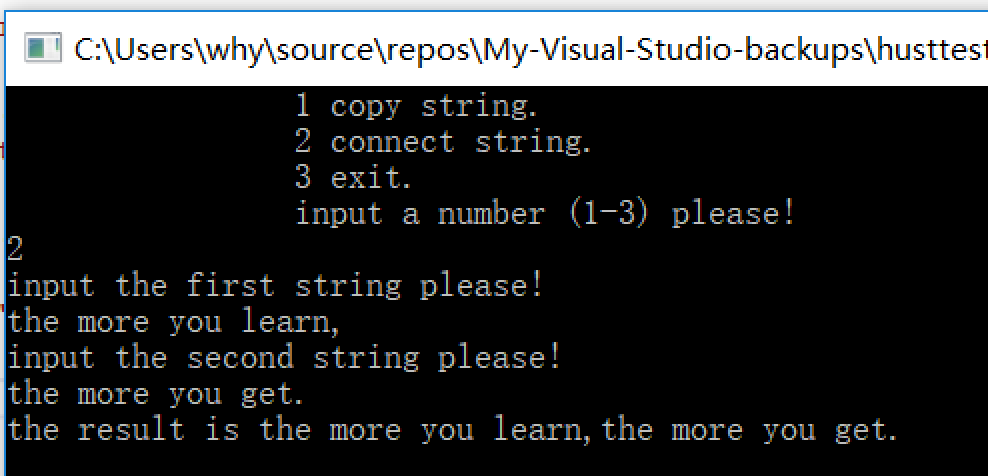 C:\Users\why\source\repos\My-Visual-Studio-backups\husttest
1 copy string.
2 connect string.
3 exit.
input a number (1-3) please!
2
input the first string please!
the more you learn,
input the second string please!
the more you get.
the result is the more you learn,the more you get.